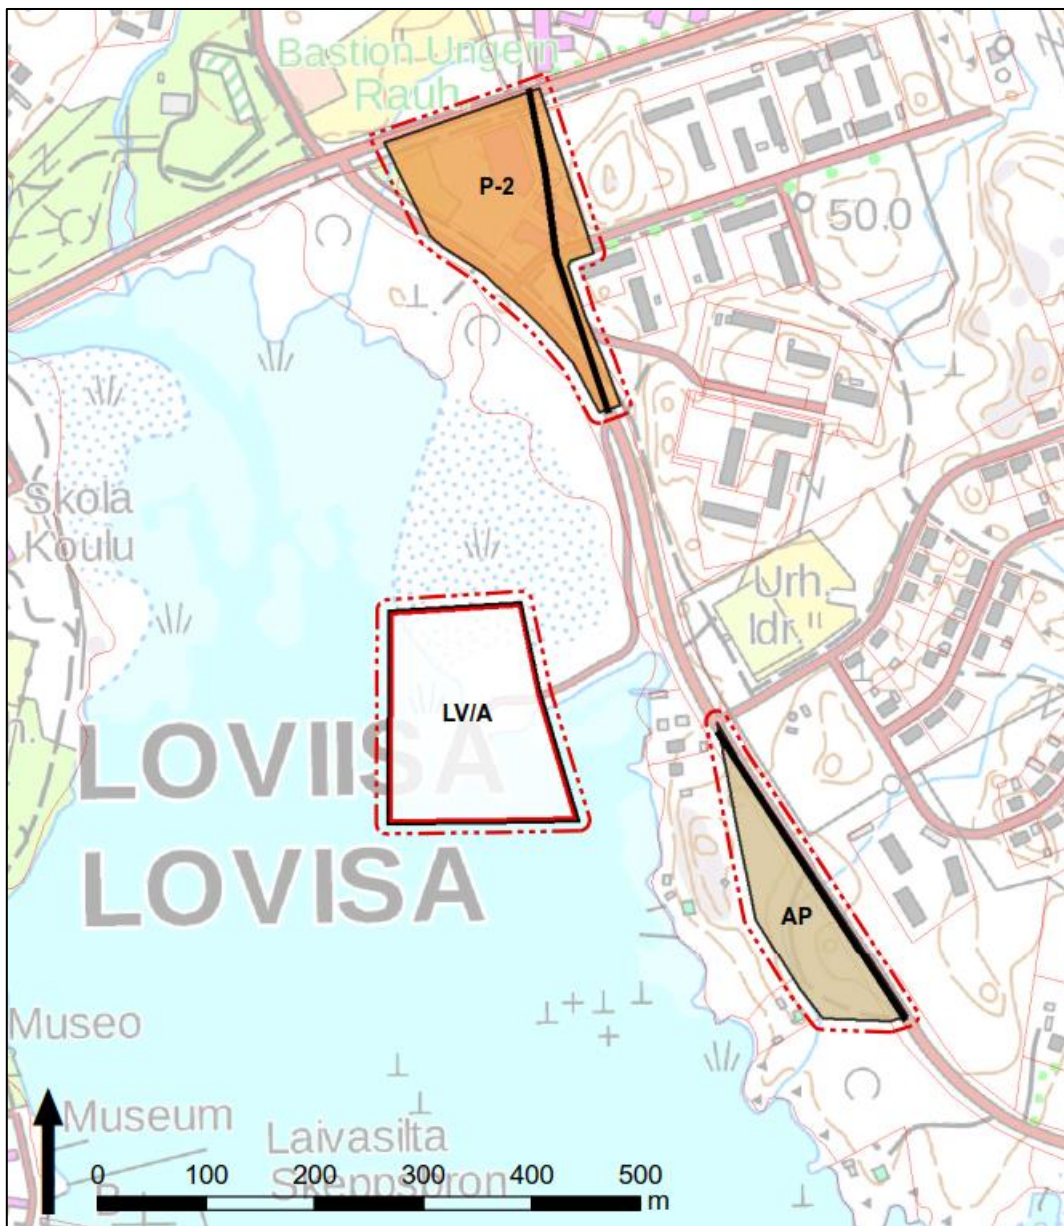 Bastion Ungern
Rauh
P-2
50.0
Skola
Koulu
Urh.
Idr.
LV/A
LOVIISA
LOVISA
AP
Museo
Museum
Laivasilta
Skeppsbron
0 100 200 300 400 500
m